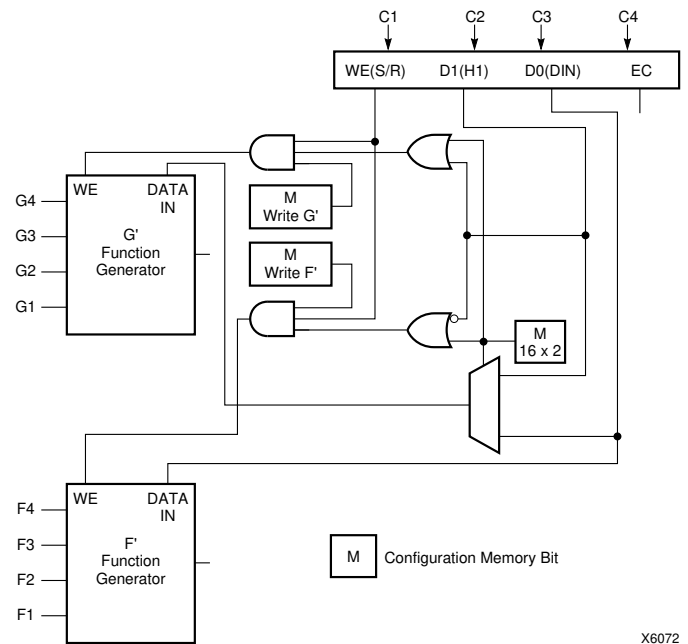 C1 C2 C3 C4
WE(S/R) D1(H1) D0(DIN) EC
WE DATA IN
G4
G3
G2
G1
G' Function Generator
M
Write G'
M
Write F'
M
16 x 2
WE DATA IN
F4
F3
F2
F1
F' Function Generator
M Configuration Memory Bit
X6072